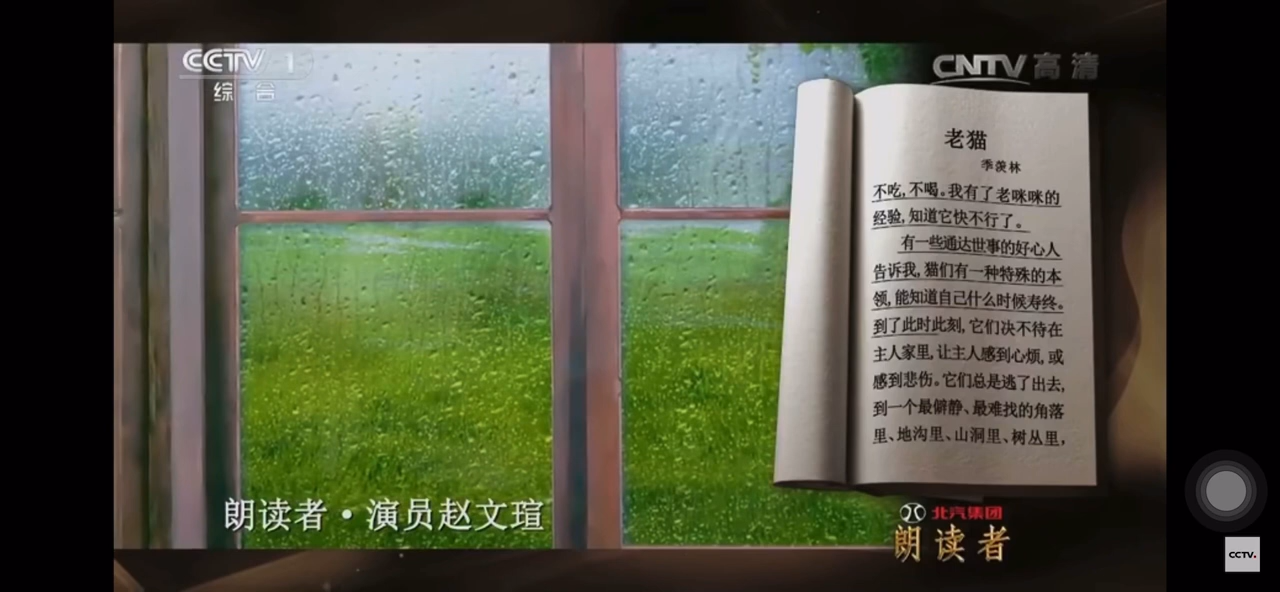 CCTV 1
综合
CNTV高清
老猫
季羡林
不吃,不喝。我有了老咪咪的
经验,知道它快不行了。
有一些通达世事的好心人
告诉我,猫们有一种特殊的本
领,能知道自己什么时候寿终。
到了此时此刻,它们决不待在
主人家里,让主人感到心烦,或
感到悲伤。它们总是逃了出去,
到一个最僻静、最难找的角落
里、地沟里、山洞里、树丛里,
朗读者·演员赵文瑄
北汽集团
朗读者
CCTV.